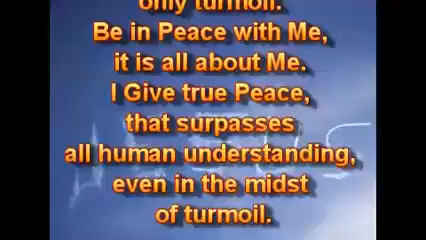 only turmoil.
Be in Peace with Me,
it is all about Me.
I Give true Peace,
that surpasses
all human understanding,
even in the midst
of turmoil.
JESUS